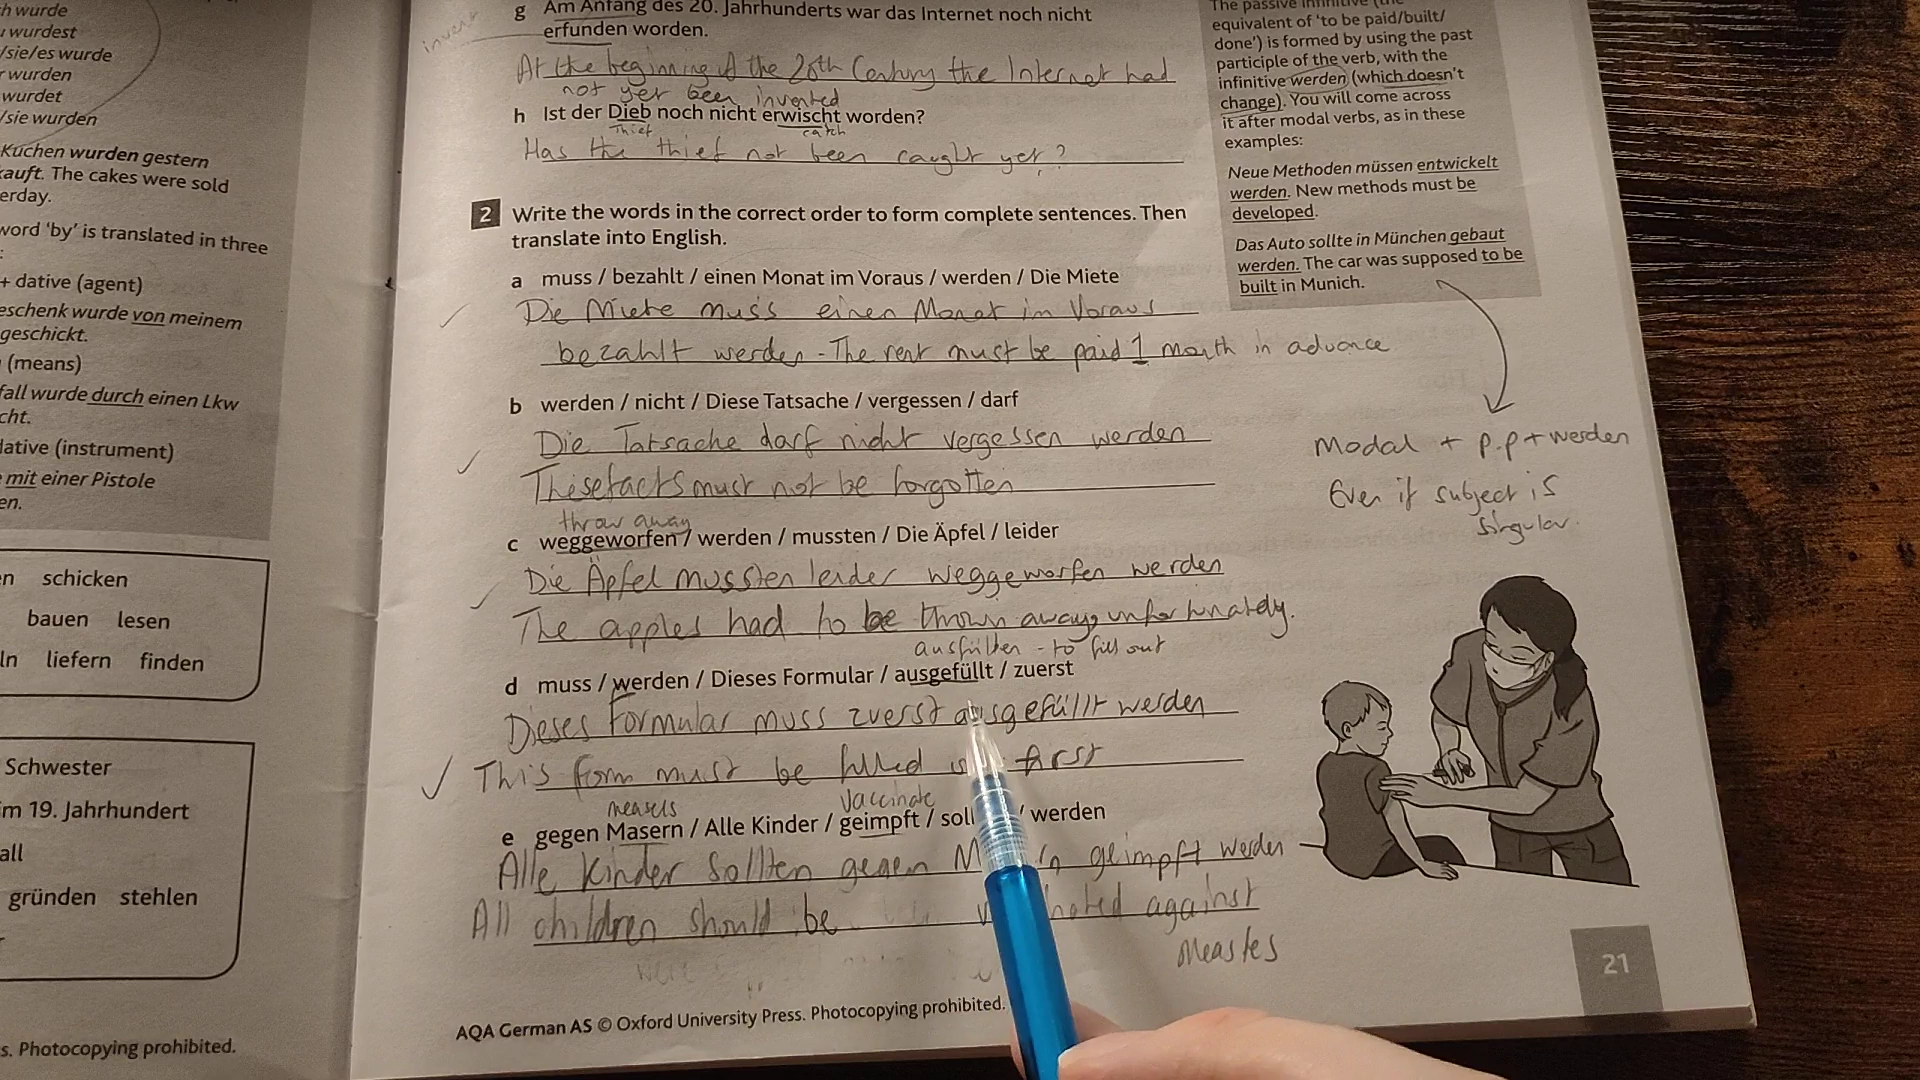 h wurde
wurdest
/sie/es wurde
wurden
wurdet
/sie wurden
Kuchen wurden gestern
kauft. The cakes were sold
erday.
word 'by' is translated in three
+ dative (agent)
eschenk wurde von meinem
geschickt.
(means)
fall wurde durch einen Lkw
cht.
dative (instrument)
mit einer Pistole
en.
en schicken
bauen lesen
ln liefern finden
Schwester
im 19. Jahrhundert
all
gründen stehlen
s. Photocopying prohibited.
g Am Anfang des 20. Jahrhunderts war das Internet noch nicht
invent
erfunden worden.
At the beginning of the 20th Century the Internet had
not yet been invented
h Ist der Dieb noch nicht erwischt worden?
Thief catch
Has the thief not been caught yet?
2 Write the words in the correct order to form complete sentences. Then
translate into English.
a muss / bezahlt / einen Monat im Voraus / werden / Die Miete
Die Miete muss einen Monat im Voraus
bezahlt werden - The rent must be paid 1 month in advance
b werden / nicht / Diese Tatsache / vergessen / darf
Die Tatsache darf nicht vergessen werden
These facts must not be forgotten
throw away
c weggeworfen / werden / mussten / Die Äpfel / leider
Die Äpfel mussten leider weggeworfen werden
The apples had to be thrown away, unfortunately.
ausfüllen - to fill out
d muss / werden / Dieses Formular / ausgefüllt / zuerst
Dieses Formular muss zuerst ausgefüllt werden
This form must be filled first
measels vaccinate
e gegen Masern / Alle Kinder / geimpft / soll / werden
Alle Kinder sollten gegen geimpft werden
All children should be against
Measles
AQA German AS © Oxford University Press. Photocopying prohibited.
The passive infinitive (the
equivalent of 'to be paid/built/
done') is formed by using the past
participle of the verb, with the
infinitive werden (which doesn't
change). You will come across
it after modal verbs, as in these
examples:
Neue Methoden müssen entwickelt
werden. New methods must be
developed.
Das Auto sollte in München gebaut
werden. The car was supposed to be
built in Munich.
Modal + p.p + werden
Even if subject is
singular.
21